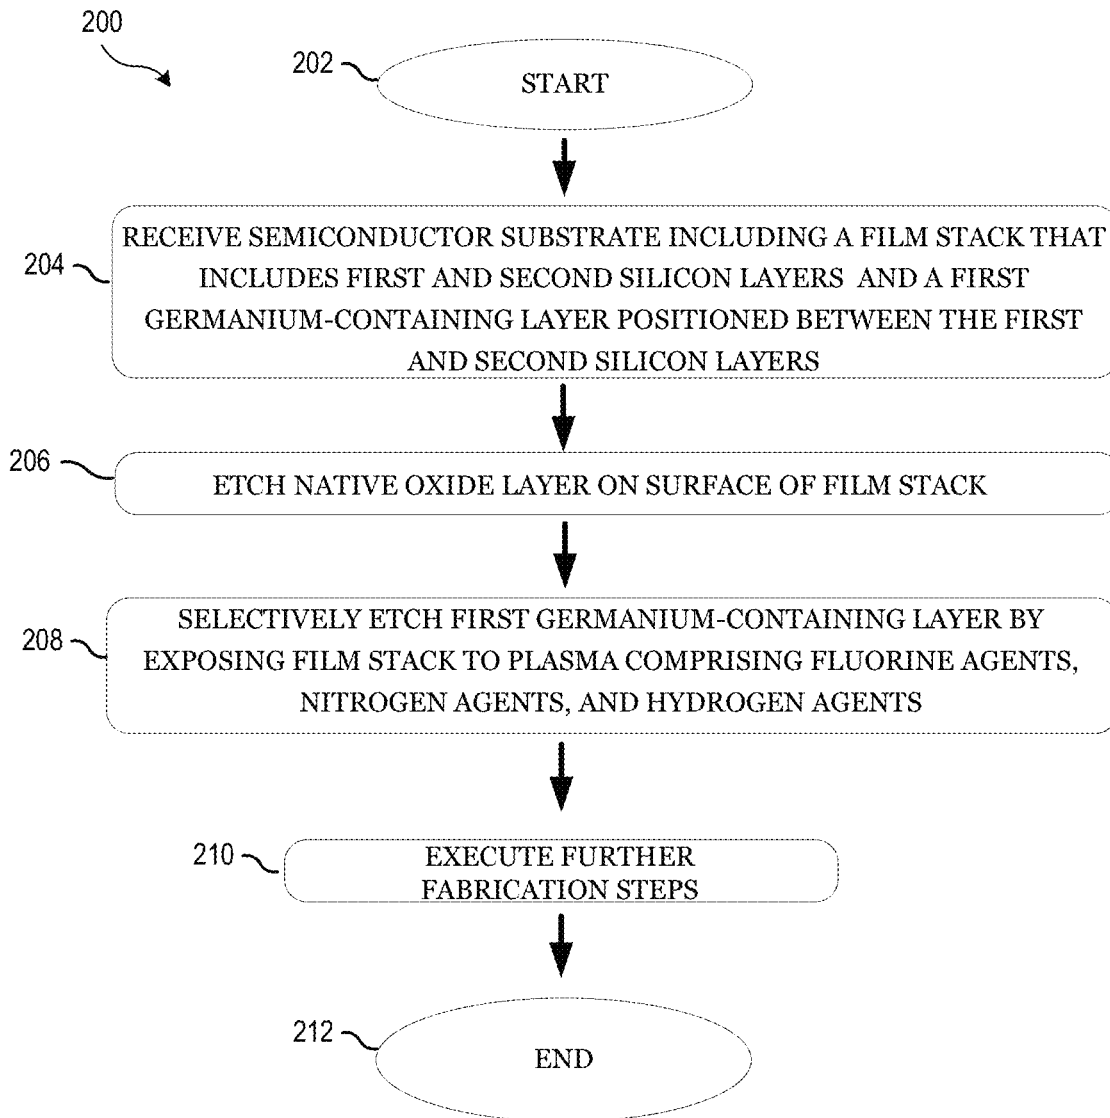 200
202
START
204
RECEIVE SEMICONDUCTOR SUBSTRATE INCLUDING A FILM STACK THAT
INCLUDES FIRST AND SECOND SILICON LAYERS AND A FIRST
GERMANIUM-CONTAINING LAYER POSITIONED BETWEEN THE FIRST
AND SECOND SILICON LAYERS
206
ETCH NATIVE OXIDE LAYER ON SURFACE OF FILM STACK
208
SELECTIVELY ETCH FIRST GERMANIUM-CONTAINING LAYER BY
EXPOSING FILM STACK TO PLASMA COMPRISING FLUORINE AGENTS,
NITROGEN AGENTS, AND HYDROGEN AGENTS
210
EXECUTE FURTHER
FABRICATION STEPS
212
END